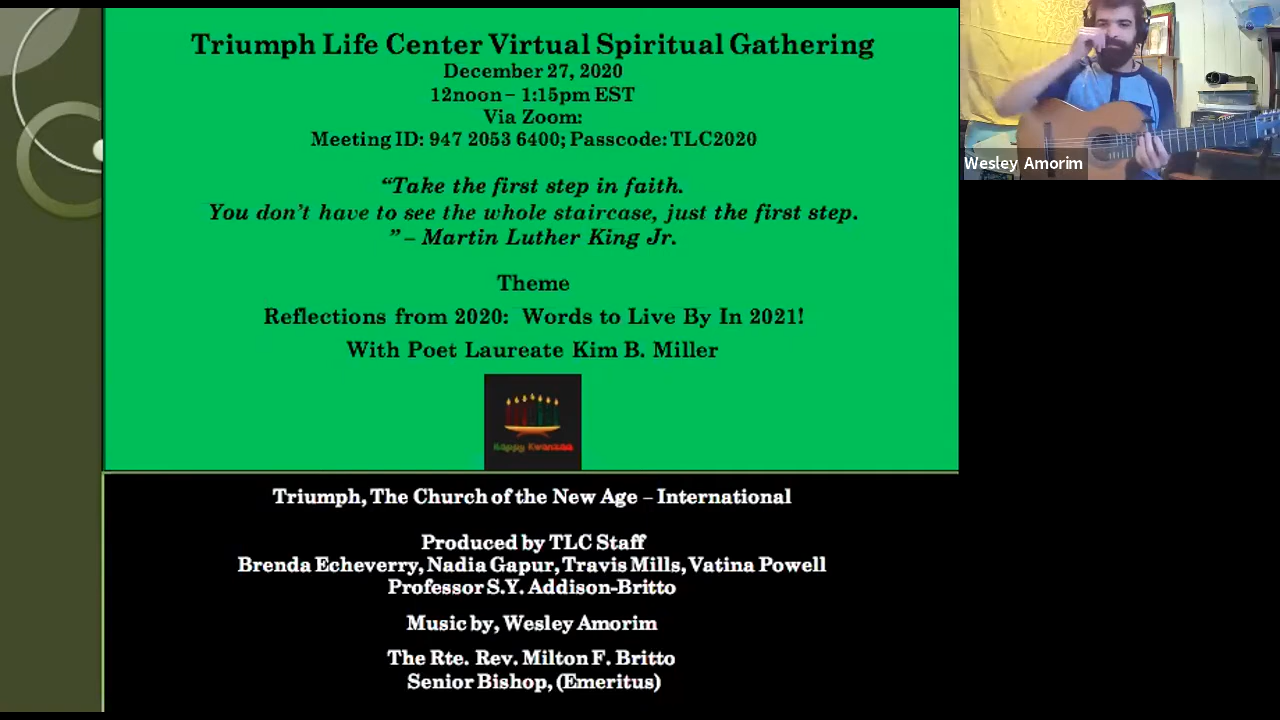 Triumph Life Center Virtual Spiritual Gathering
December 27, 2020
12noon – 1:15pm EST
Via Zoom:
Meeting ID: 947 2053 6400; Passcode: TLC2020
“Take the first step in faith.
You don’t have to see the whole staircase, just the first step.
” – Martin Luther King Jr.
Theme
Reflections from 2020: Words to Live By In 2021!
With Poet Laureate Kim B. Miller
Happy Kwanzaa
Triumph, The Church of the New Age – International
Produced by TLC Staff
Brenda Echeverry, Nadia Gapur, Travis Mills, Vatina Powell
Professor S.Y. Addison-Britto
Music by, Wesley Amorim
The Rte. Rev. Milton F. Britto
Senior Bishop, (Emeritus)
Wesley Amorim